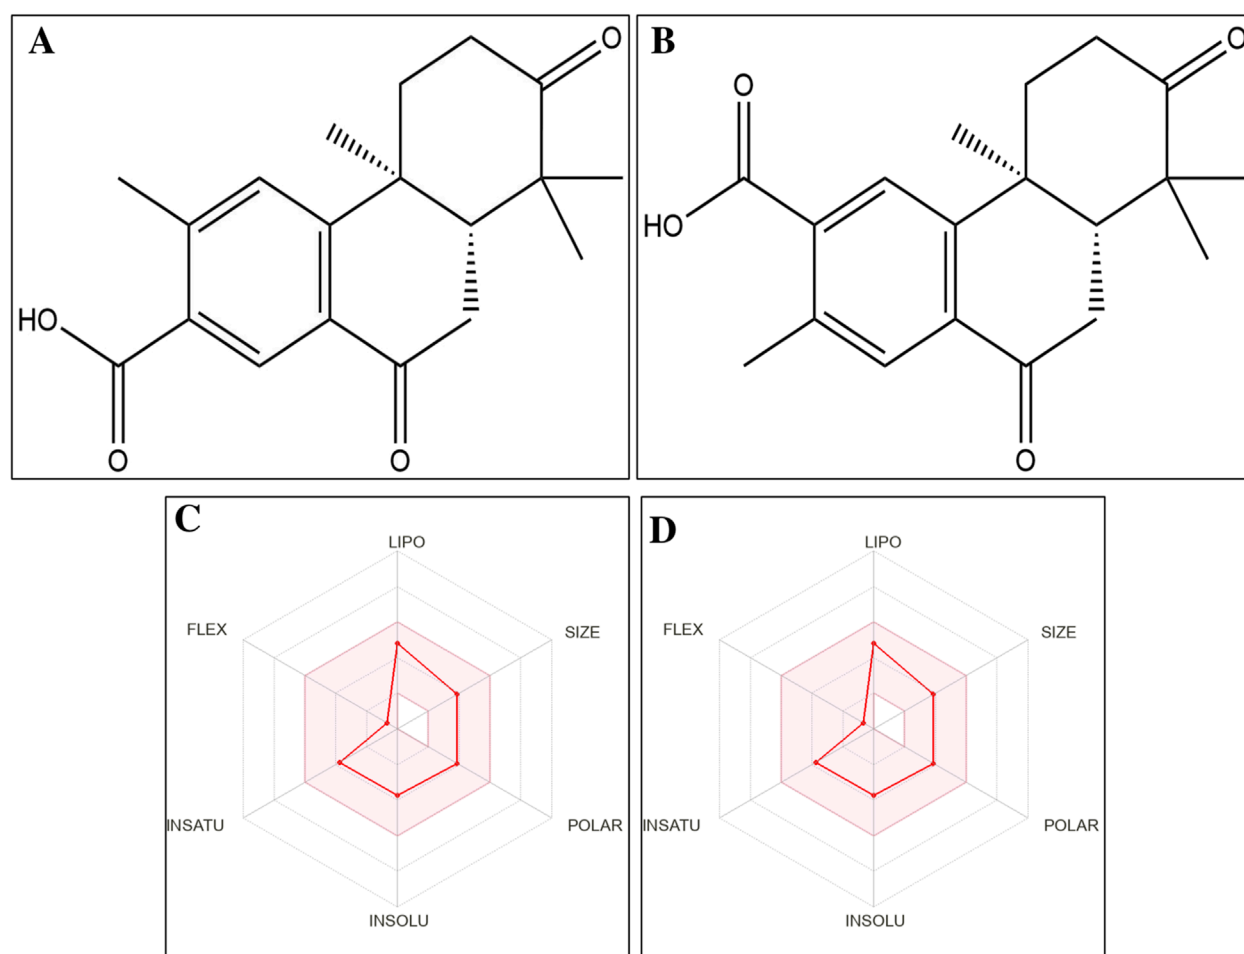 A
O
HO
O
O
B
O
O
HO
O
C
LIPO
FLEX
SIZE
INSATU
POLAR
INSOLU
D
LIPO
FLEX
SIZE
INSATU
POLAR
INSOLU